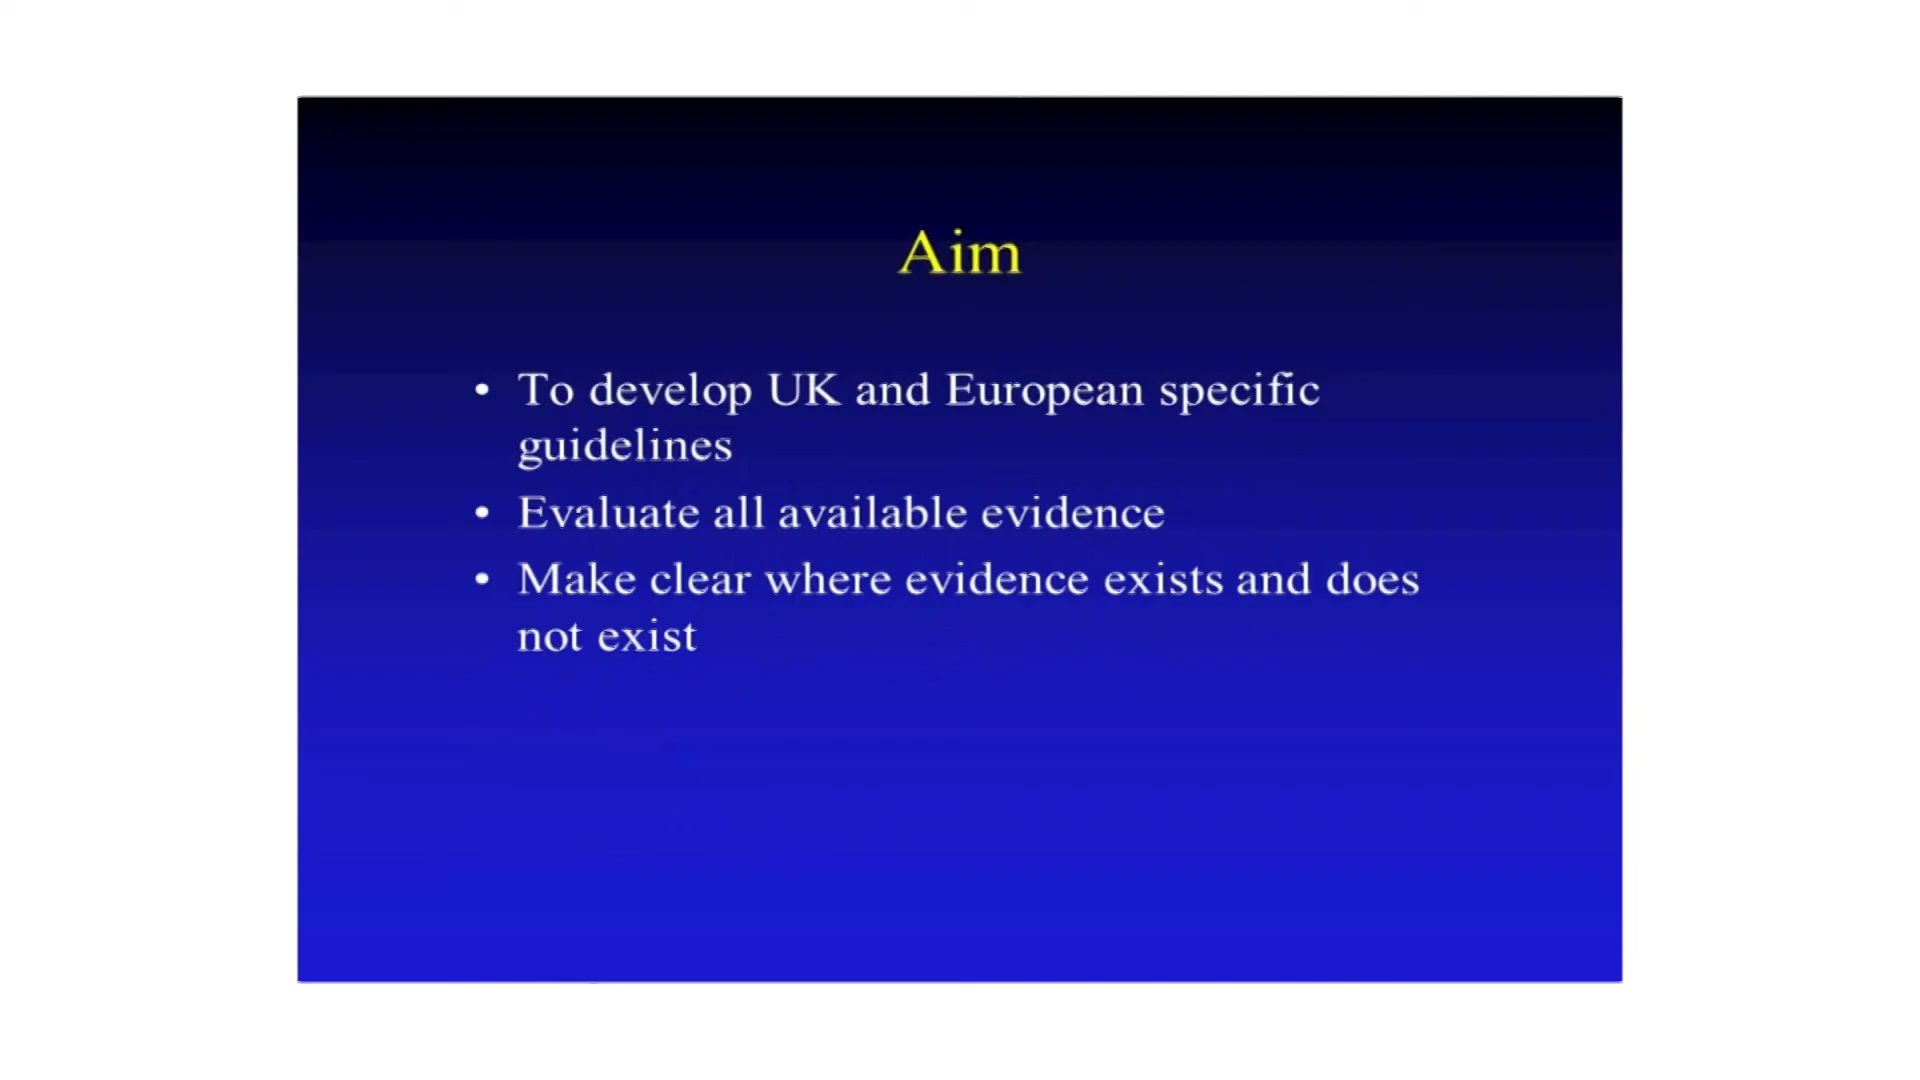 Aim
• To develop UK and European specific
guidelines
• Evaluate all available evidence
• Make clear where evidence exists and does
not exist